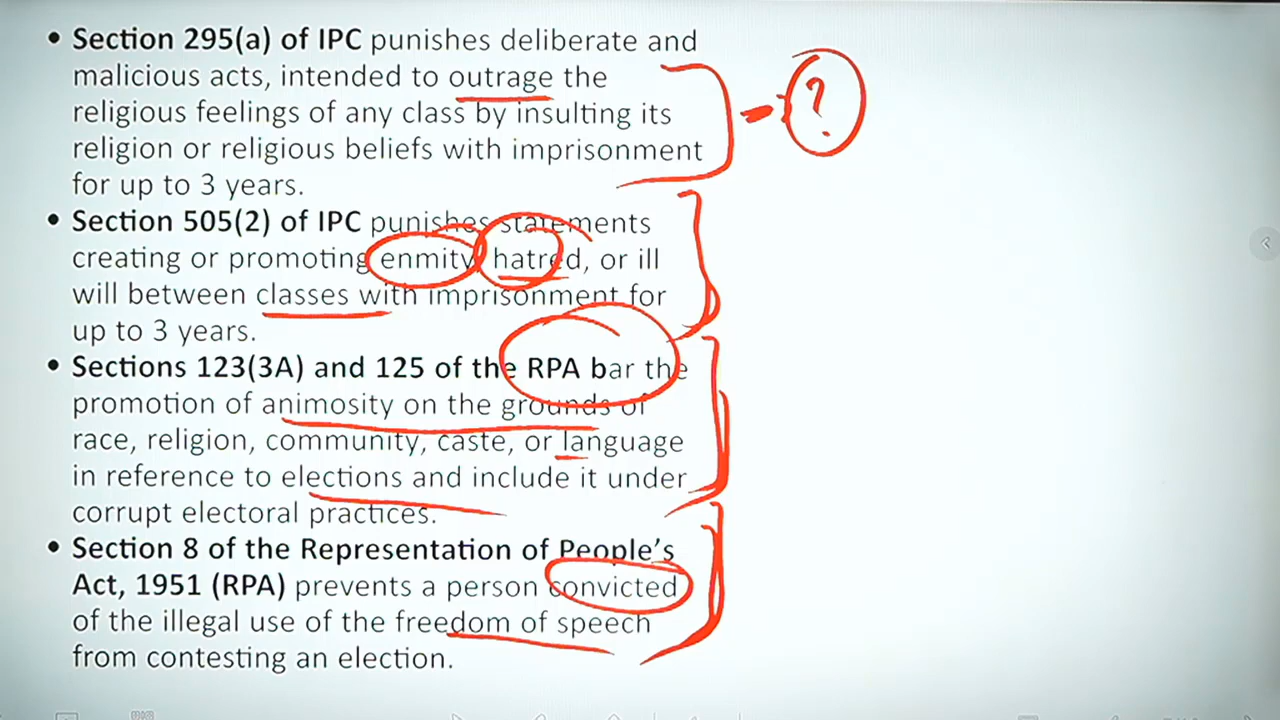 • Section 295(a) of IPC punishes deliberate and
malicious acts, intended to outrage the
religious feelings of any class by insulting its
religion or religious beliefs with imprisonment
for up to 3 years.
• Section 505(2) of IPC punishes statements
creating or promoting enmity, hatred, or ill
will between classes with imprisonment for
up to 3 years.
• Sections 123(3A) and 125 of the RPA bar the
promotion of animosity on the grounds of
race, religion, community, caste, or language
in reference to elections and include it under
corrupt electoral practices.
• Section 8 of the Representation of People's
Act, 1951 (RPA) prevents a person convicted
of the illegal use of the freedom of speech
from contesting an election.
?